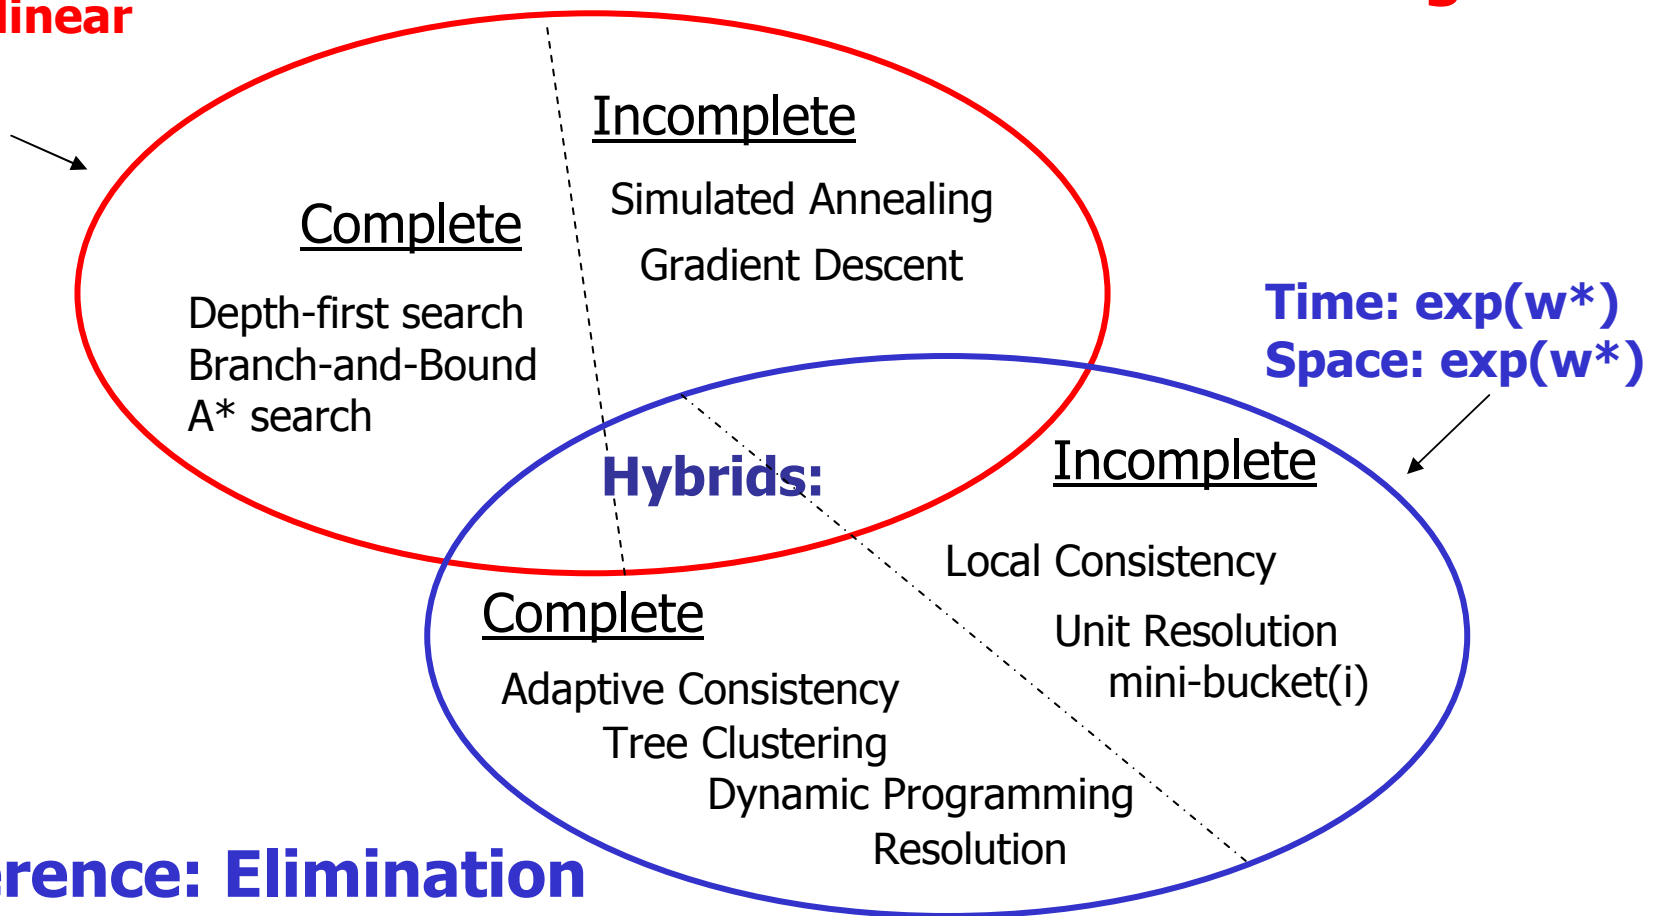 linear
Incomplete
Simulated Annealing
Complete
Gradient Descent
Depth-first search
Branch-and-Bound
A* search
Time: exp(w*)
Space: exp(w*)
Hybrids:
Incomplete
Local Consistency
Complete
Unit Resolution
mini-bucket(i)
Adaptive Consistency
Tree Clustering
Dynamic Programming
Resolution
erence: Elimination